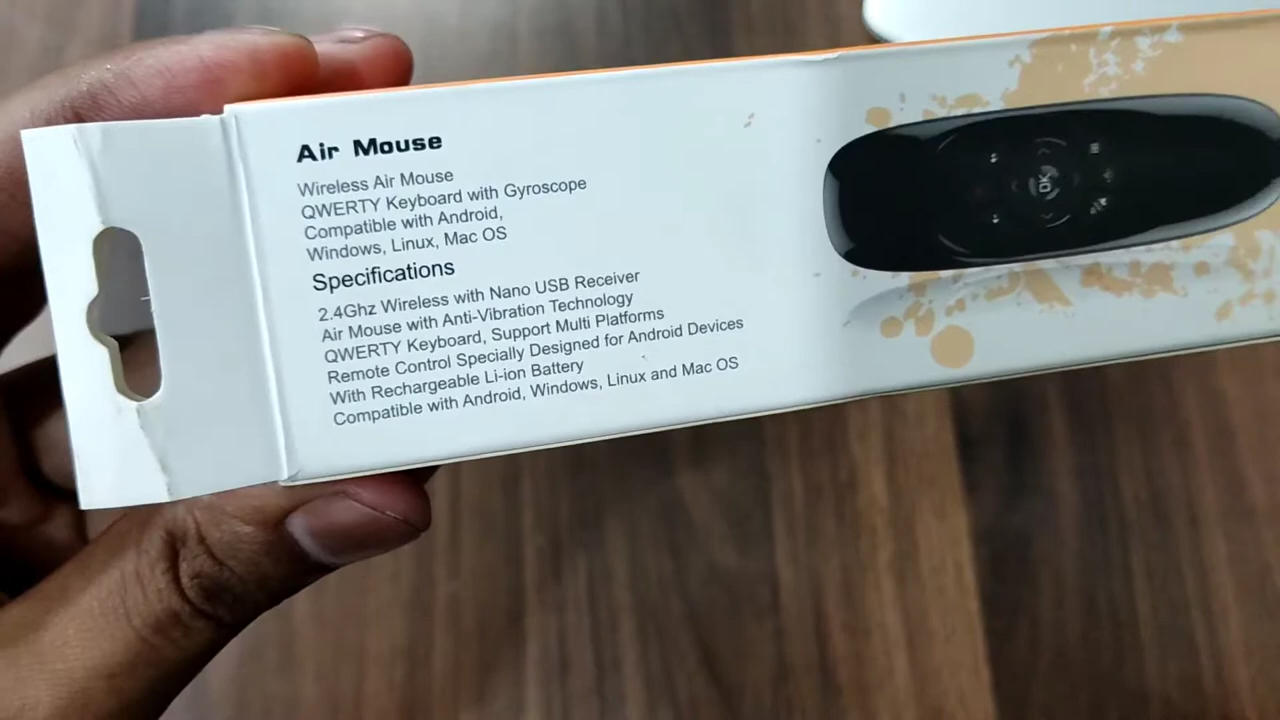 Air Mouse
Wireless Air Mouse
QWERTY Keyboard with Gyroscope
Compatible with Android,
Windows, Linux, Mac OS
Specifications
2.4Ghz Wireless with Nano USB Receiver
Air Mouse with Anti-Vibration Technology
QWERTY Keyboard, Support Multi Platforms
Remote Control Specially Designed for Android Devices
With Rechargeable Li-ion Battery
Compatible with Android, Windows, Linux and Mac OS
OK